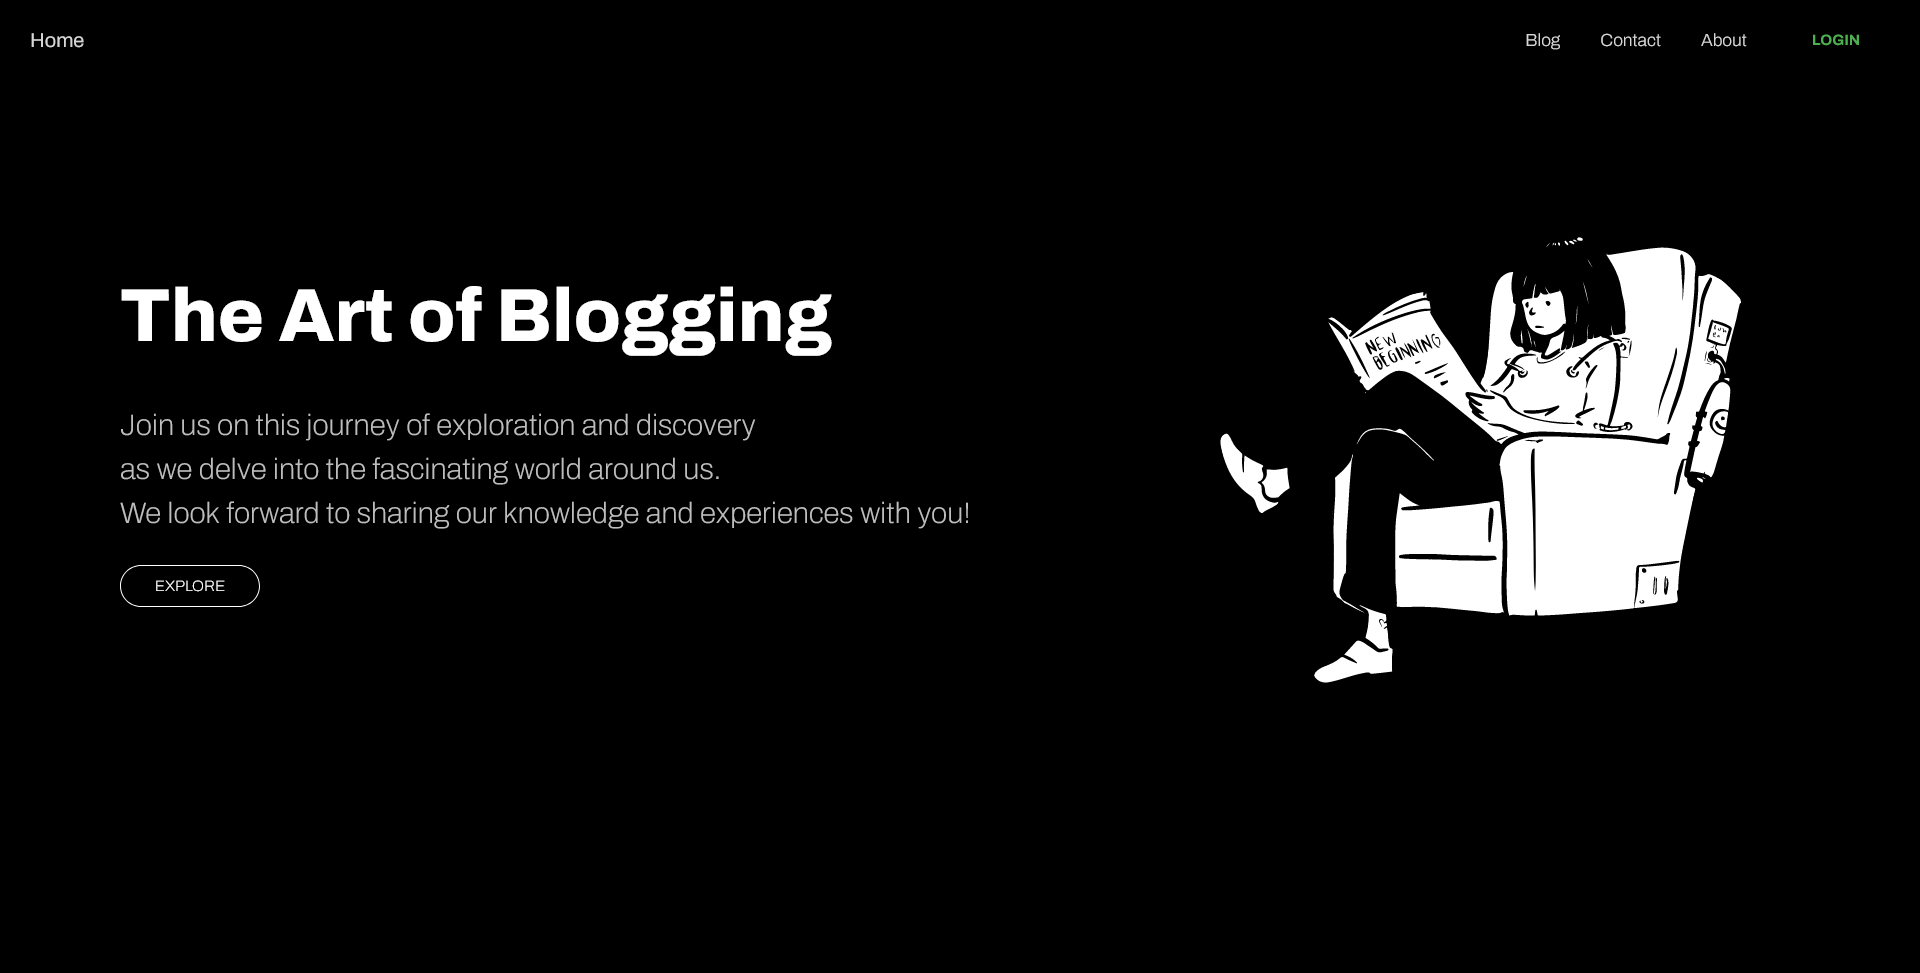 Home
Blog
Contact
About
LOGIN
The Art of Blogging
Join us on this journey of exploration and discovery
as we delve into the fascinating world around us.
We look forward to sharing our knowledge and experiences with you!
EXPLORE
NEW
BEGINNING